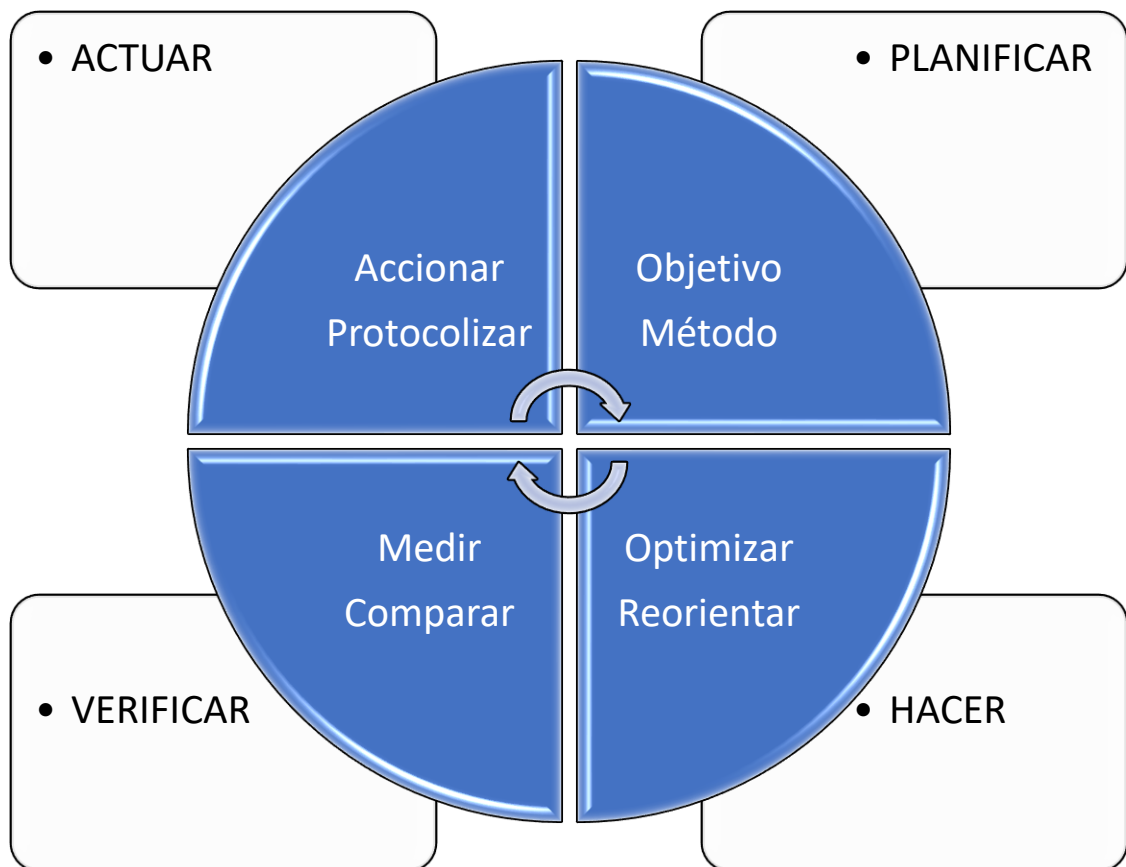 • ACTUAR
• PLANIFICAR
Accionar
Protocolizar
Objetivo
Método
Medir
Comparar
Optimizar
Reorientar
• VERIFICAR
• HACER